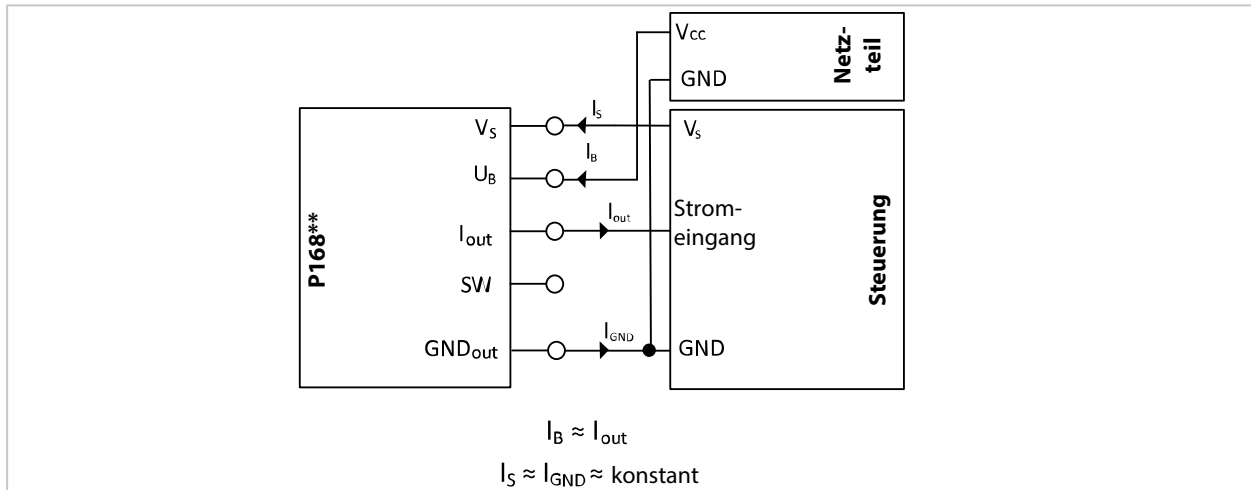 Vcc
GND
Netz-
teil
P168**
VS
UB
Iout
SW
GNDout
IS
IB
Iout
IGND
Vs
Strom-
eingang
GND
Steuerung
IB ≈ Iout
IS ≈ IGND ≈ konstant